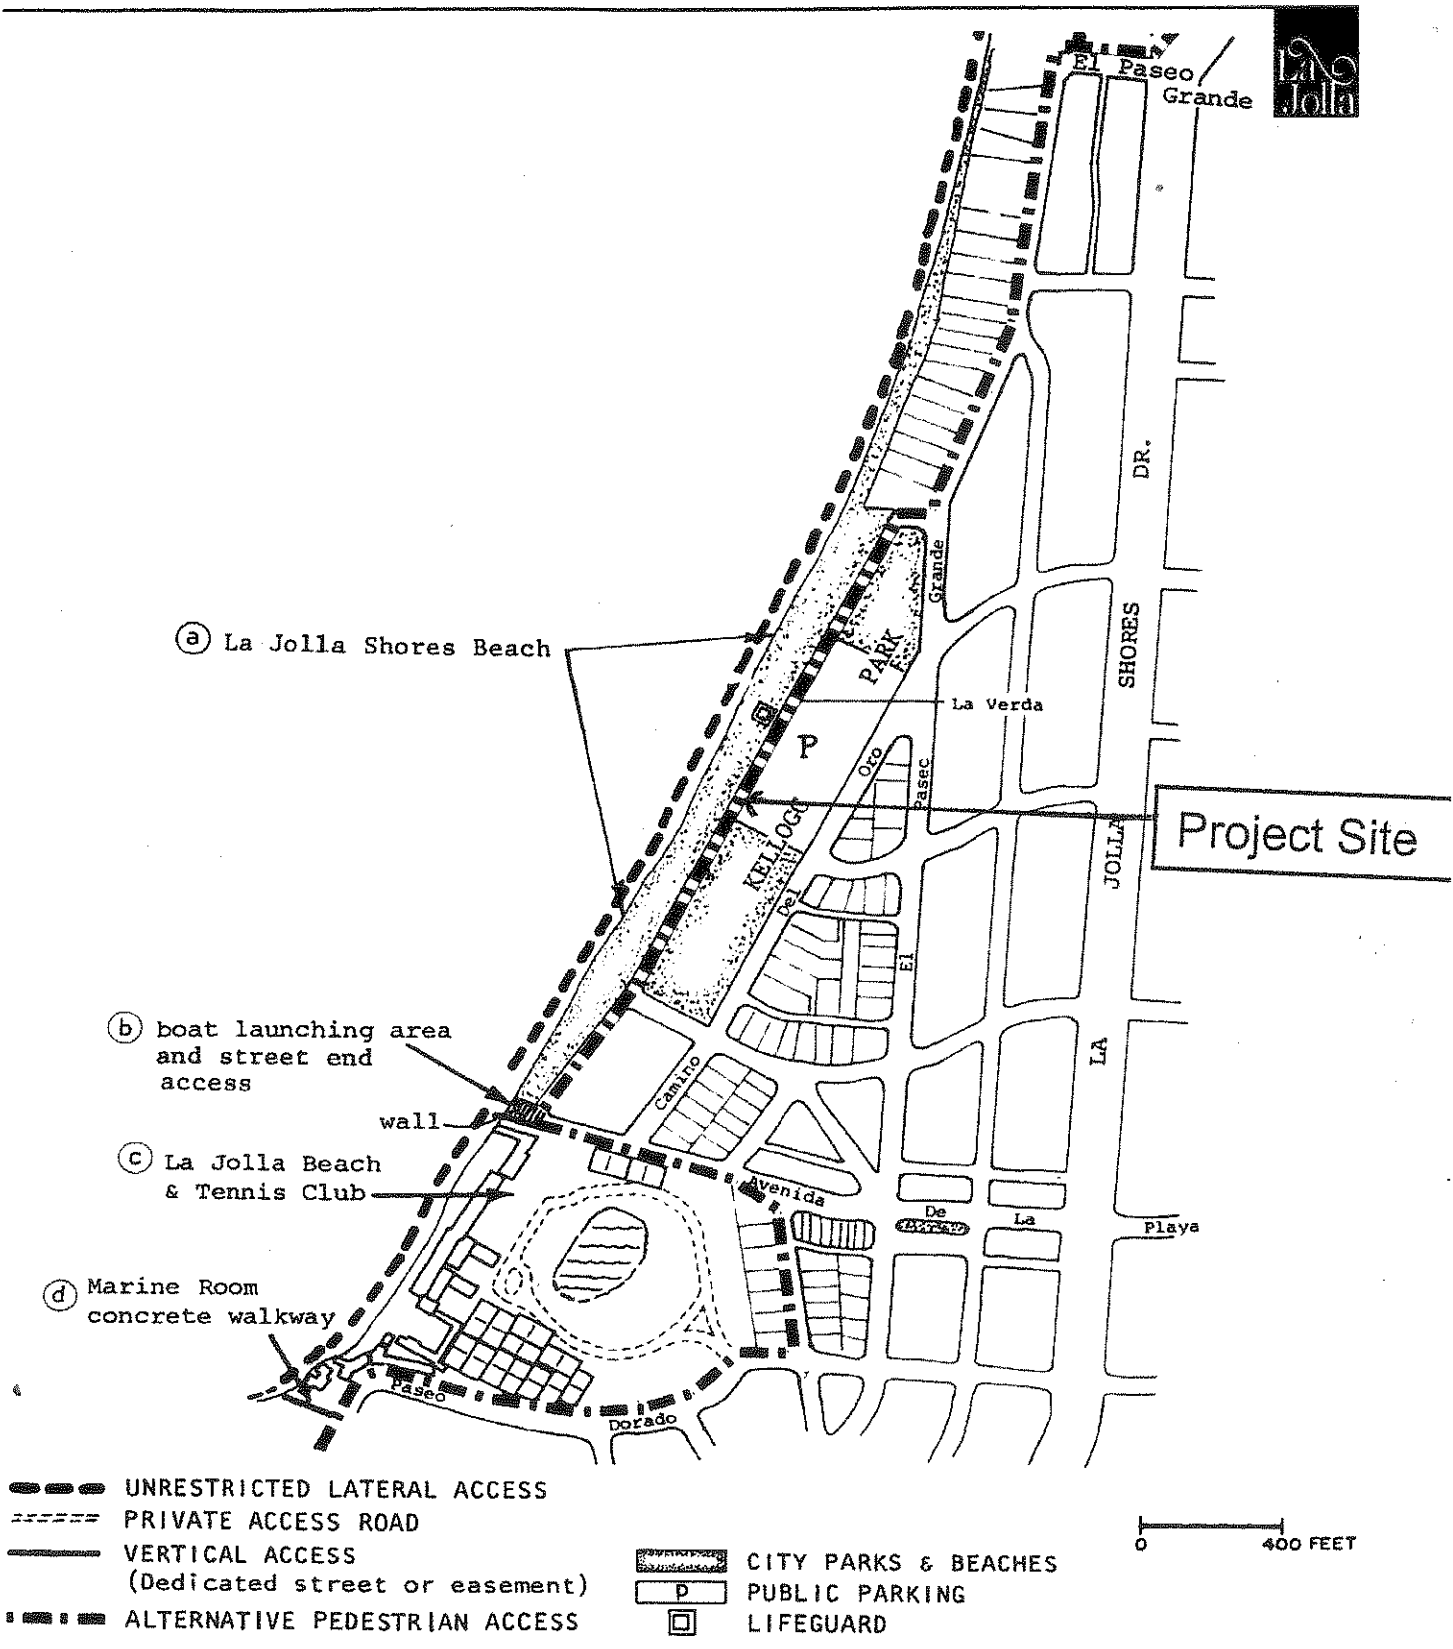 La
Jolla
El Paseo
Grande
DR.
Grande
ⓐ La Jolla Shores Beach
SHORES
PARK
La Verda
P
Oro
Pasec
Project Site
KELLOGG
JOLLA
Del
El
ⓑ boat launching area
and street end
access
LA
Camino
wall
ⓒ La Jolla Beach
& Tennis Club
Avenida
De
La
Playa
ⓓ Marine Room
concrete walkway
Paseo
Dorado
UNRESTRICTED LATERAL ACCESS
PRIVATE ACCESS ROAD
VERTICAL ACCESS
(Dedicated street or easement)
ALTERNATIVE PEDESTRIAN ACCESS
CITY PARKS & BEACHES
P PUBLIC PARKING
LIFEGUARD
0 400 FEET